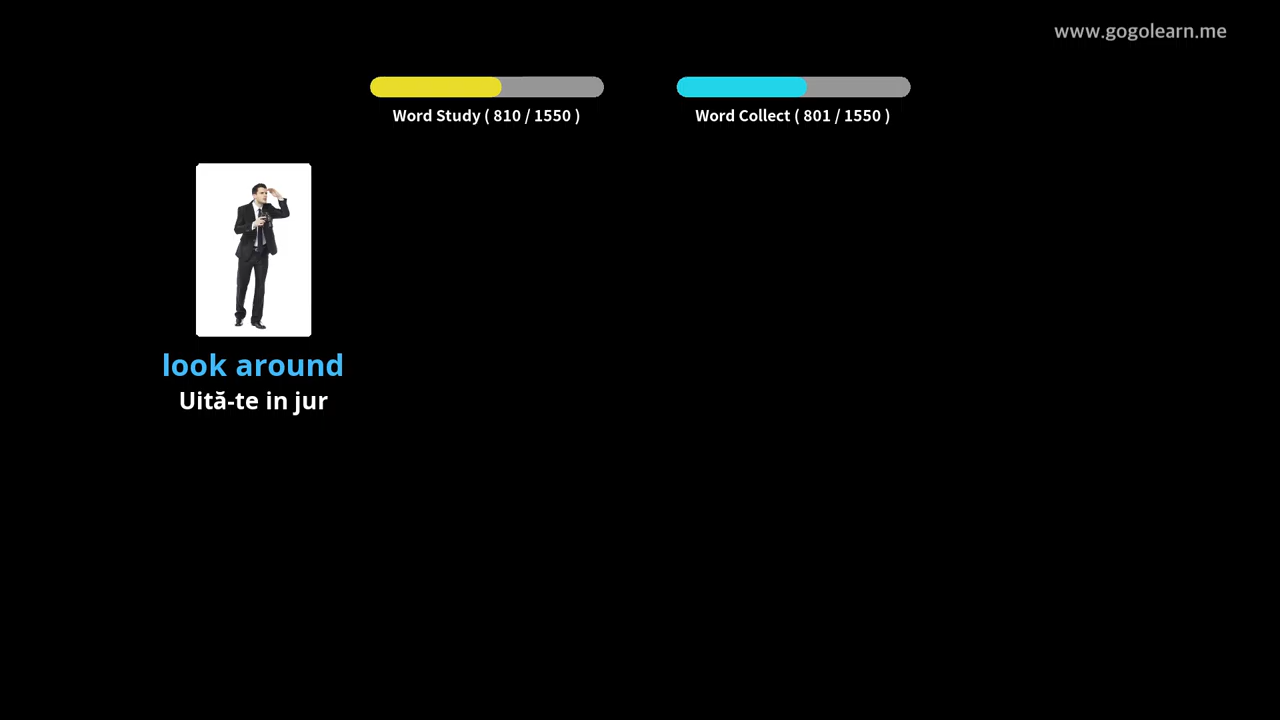 www.gogolearn.me
Word Study ( 810 / 1550 )
Word Collect ( 801 / 1550 )
look around
Uită-te in jur